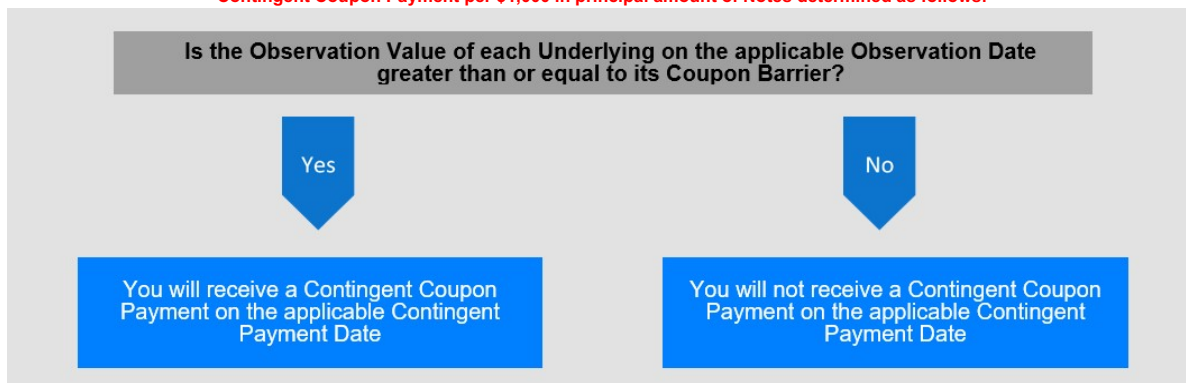 Contingent Coupon Payment per $1,000 in principal amount of Notes determined as follows:
Is the Observation Value of each Underlying on the applicable Observation Date
greater than or equal to its Coupon Barrier?
Yes
No
You will receive a Contingent Coupon
Payment on the applicable Contingent
Payment Date
You will not receive a Contingent Coupon
Payment on the applicable Contingent
Payment Date